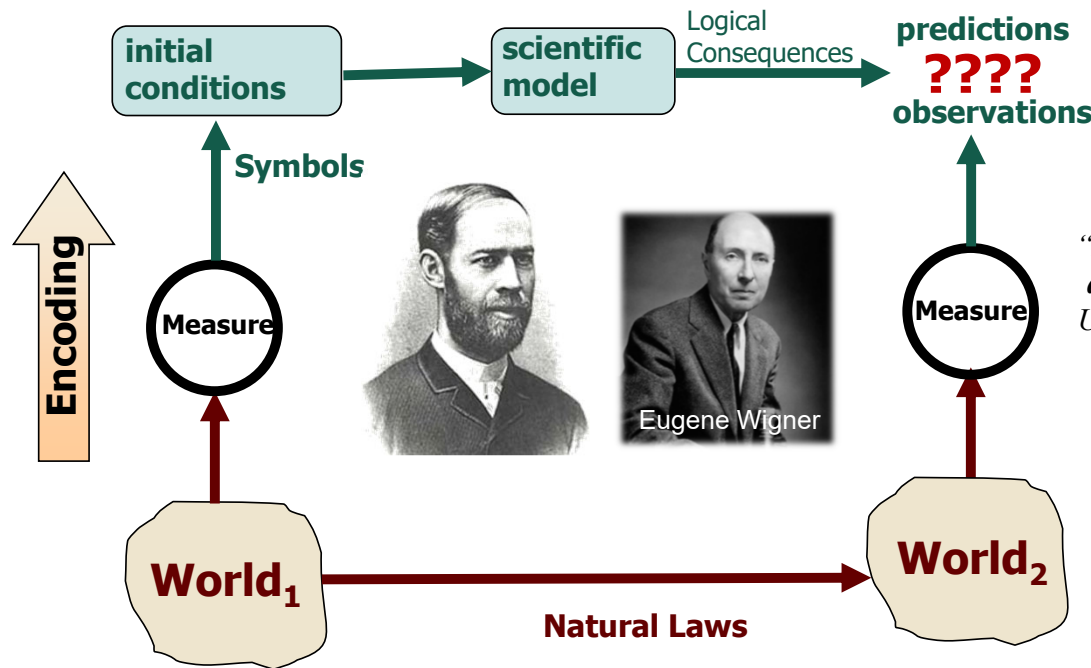 initial
conditions
scientific
model
Logical
Consequences
predictions
????
observations
Symbols
Encoding
Measure
Measure
“
Eugene Wigner
World₁
World₂
Natural Laws